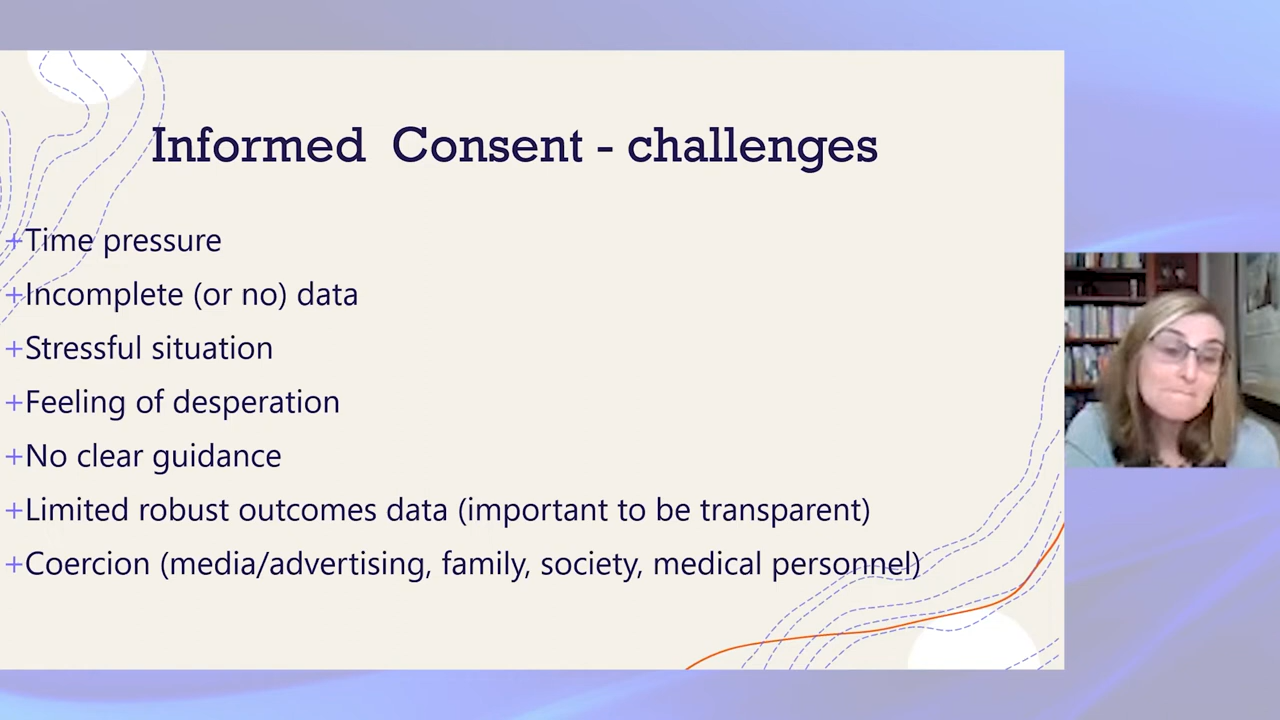 Informed Consent - challenges
+Time pressure
+Incomplete (or no) data
+Stressful situation
+Feeling of desperation
+No clear guidance
+Limited robust outcomes data (important to be transparent)
+Coercion (media/advertising, family, society, medical personnel)